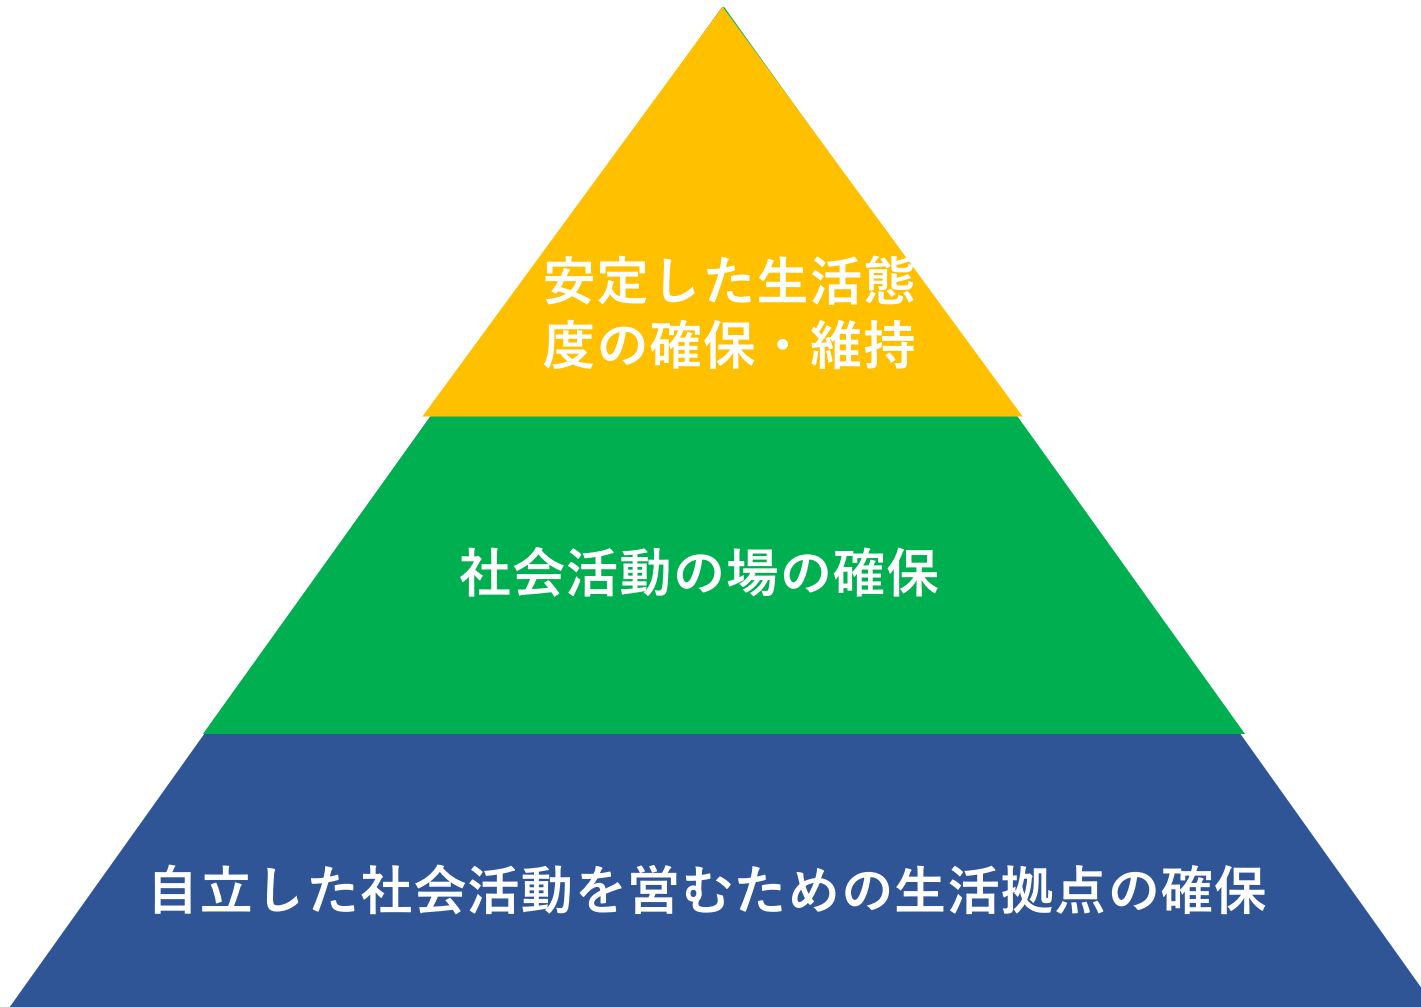 安定した生活態
度の確保・維持
社会活動の場の確保
自立した社会活動を営むための生活拠点の確保